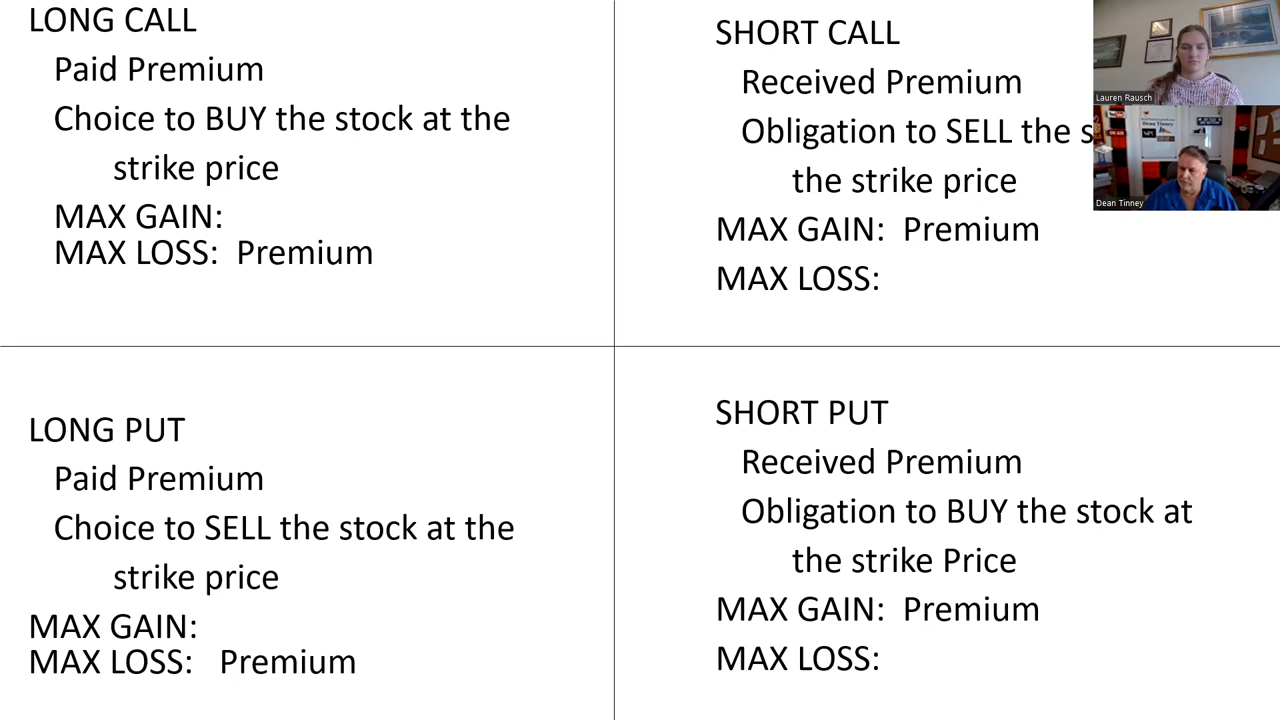 LONG CALL
Paid Premium
Choice to BUY the stock at the
strike price
MAX GAIN:
MAX LOSS: Premium
SHORT CALL
Received Premium
Obligation to SELL the s
the strike price
MAX GAIN: Premium
MAX LOSS:
Lauren Rausch
Dean Tinney
Dean Tinney
LONG PUT
Paid Premium
Choice to SELL the stock at the
strike price
MAX GAIN:
MAX LOSS: Premium
SHORT PUT
Received Premium
Obligation to BUY the stock at
the strike Price
MAX GAIN: Premium
MAX LOSS: